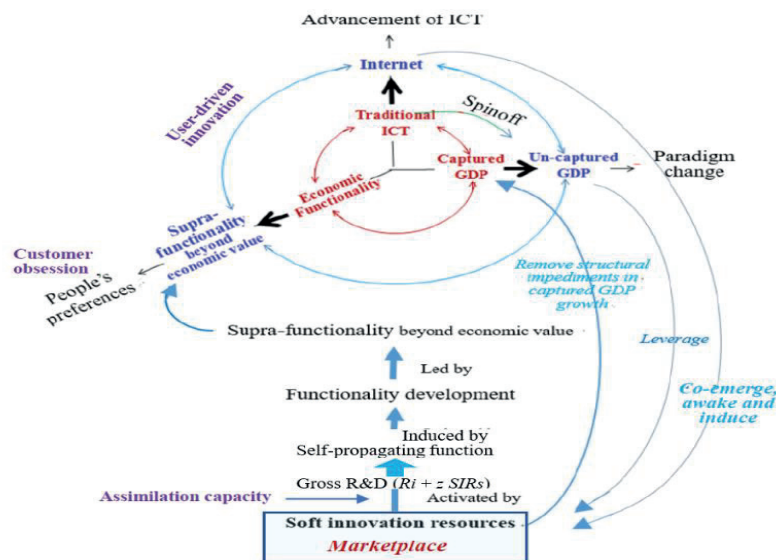 Advancement of ICT
Internet
User-driven
innovation
Traditional
ICT
Spinoff
Captured
GDP
Un-captured
GDP
Paradigm
change
Economic
Functionality
Supra-
functionality
beyond
economic value
Customer
obsession
People's
preferences
Remove structural
impediments in
captured GDP
growth
Supra-functionality beyond economic value
Leverage
Led by
Functionality development
Co-emerge,
awake and
induce
Induced by
Self-propagating function
Gross R&D (Ri + z SIRs)
Assimilation capacity
Activated by
Soft innovation resources
Marketplace